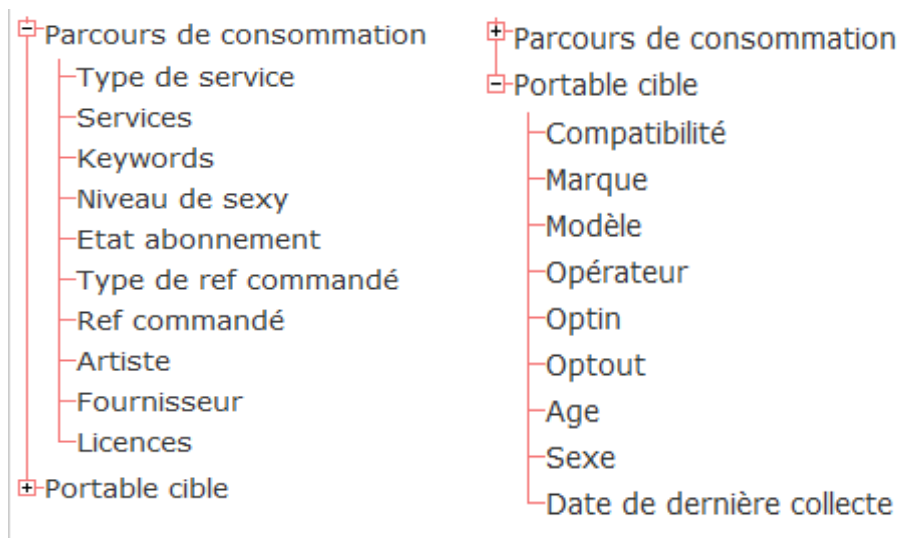 Parcours de consommation
Type de service
Services
Keywords
Niveau de sexy
Etat abonnement
Type de ref commandé
Ref commandé
Artiste
Fournisseur
Licences
Portable cible
Parcours de consommation
Portable cible
Compatibilité
Marque
Modèle
Opérateur
Optin
Optout
Age
Sexe
Date de dernière collecte